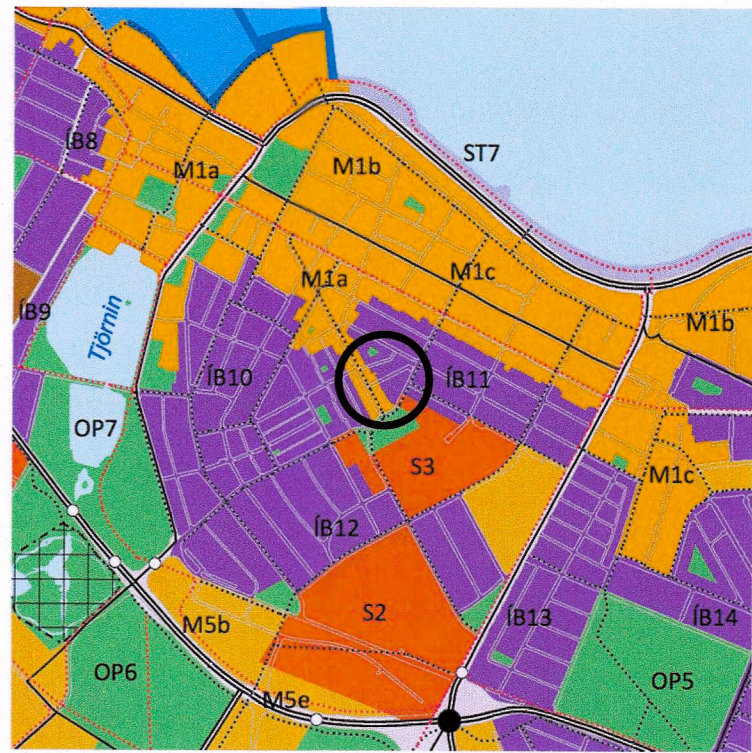 ÍB8
M1a
M1b
ST7
M1a
M1c
M1b
ÍB9
Tjörnin
ÍB10
ÍB11
OP7
S3
M1c
ÍB12
S2
M5b
ÍB13
ÍB14
OP6
M5e
OP5